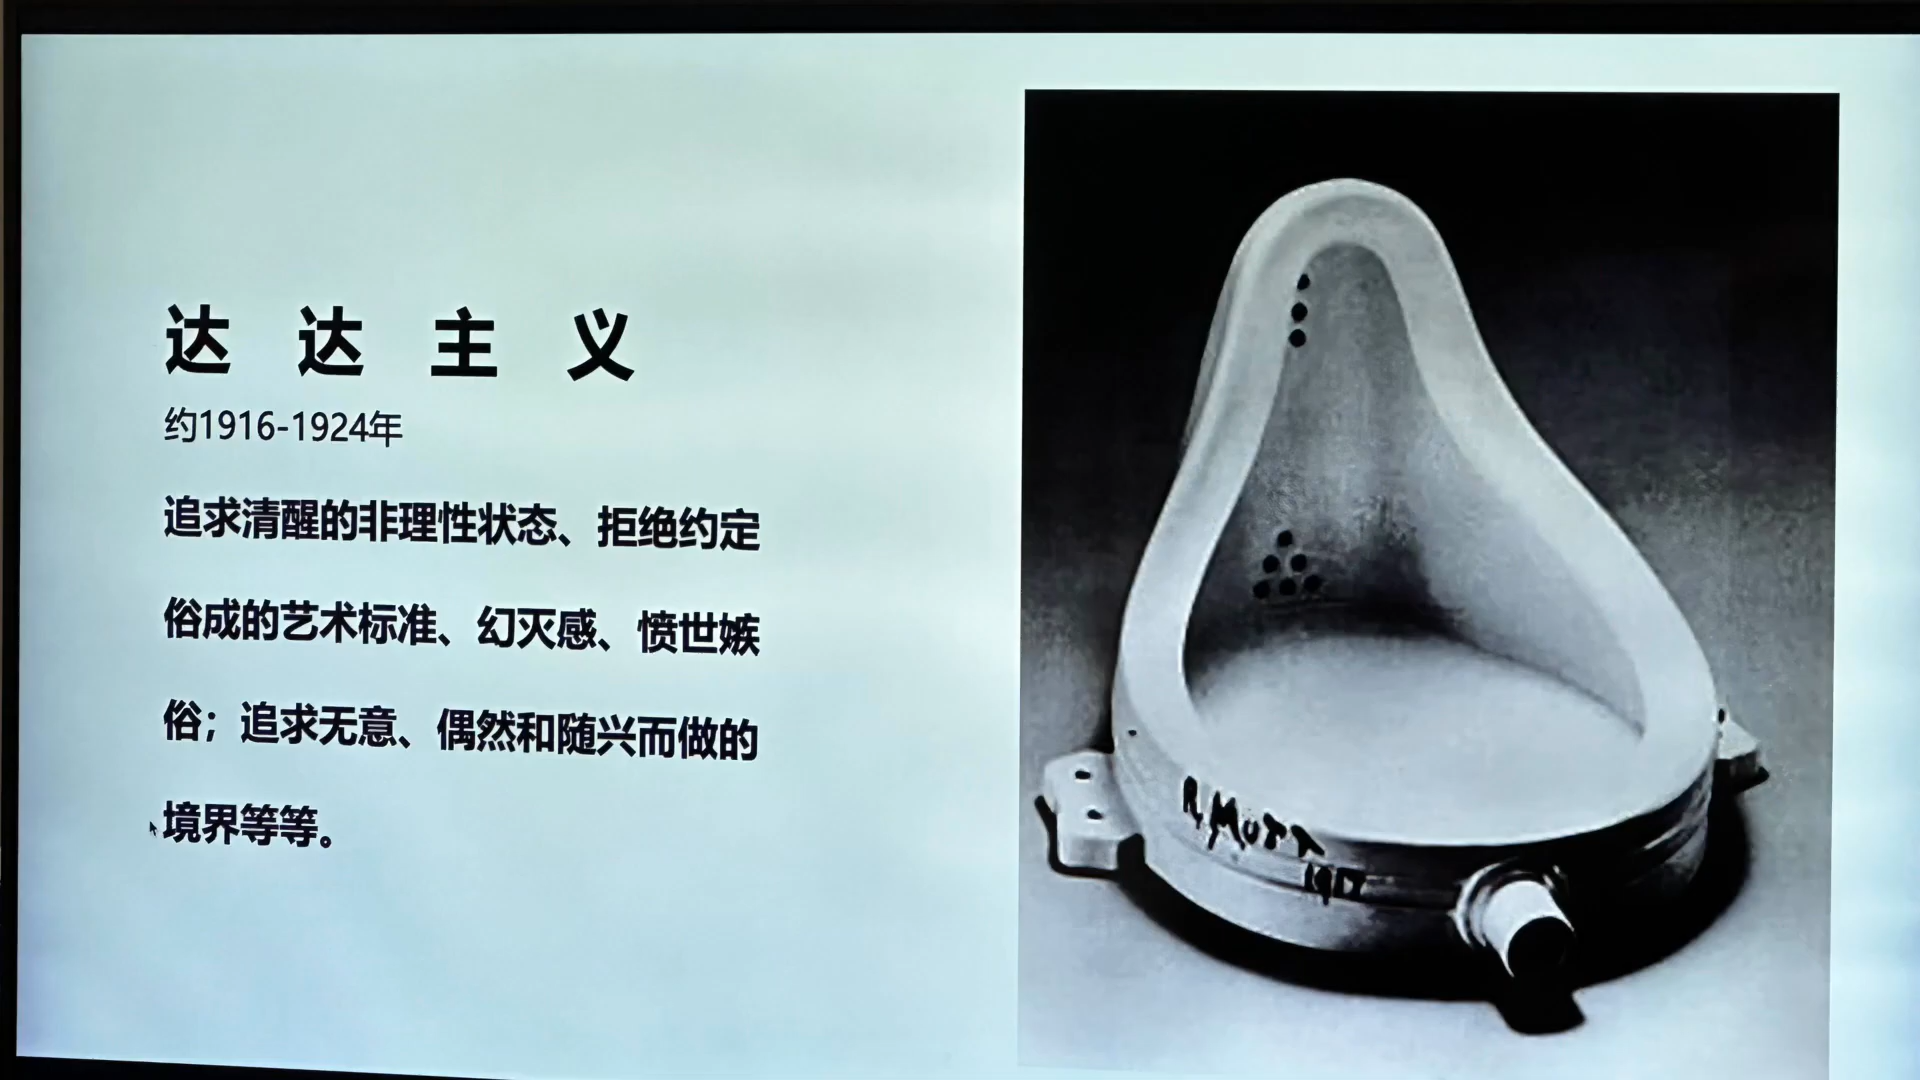 达达主义
约1916-1924年
追求清醒的非理性状态、拒绝约定
俗成的艺术标准、幻灭感、愤世嫉
俗；追求无意、偶然和随兴而做的
境界等等。
R. MUTT
1917